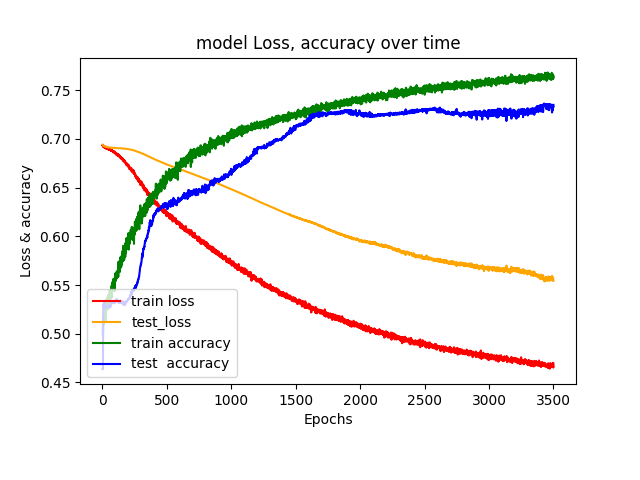 model Loss, accuracy over time
Loss & accuracy
0.75
0.70
0.65
0.60
0.55
0.50
0.45
train loss
test_loss
train accuracy
test  accuracy
0 500 1000 1500 2000 2500 3000 3500
Epochs